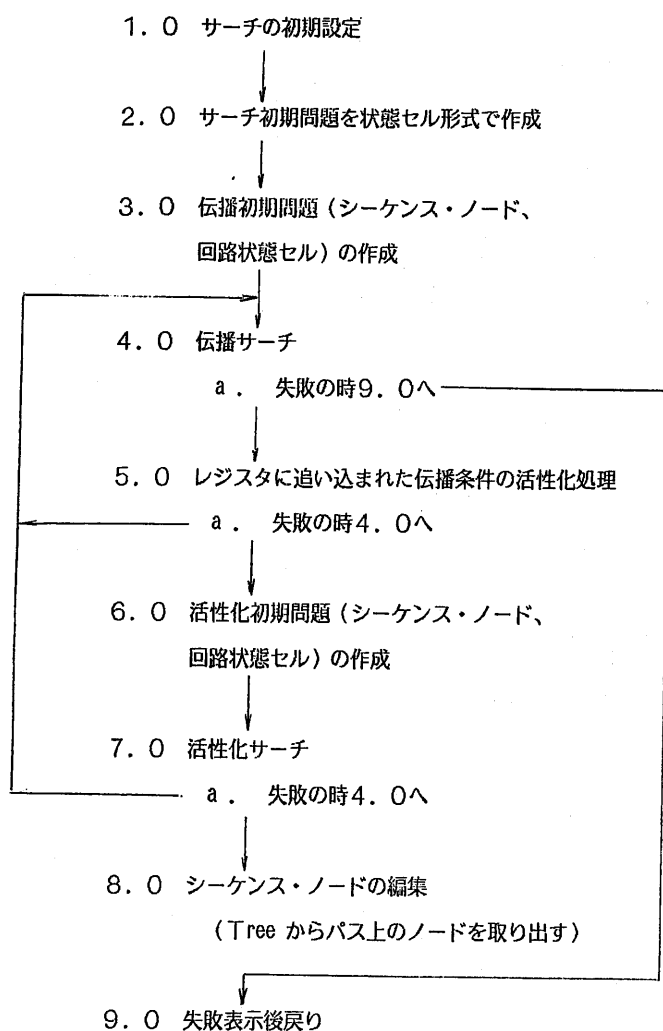 1.0 サーチの初期設定
2.0 サーチ初期問題を状態セル形式で作成
3.0 伝播初期問題（シーケンス・ノード、
回路状態セル）の作成
4.0 伝播サーチ
a. 失敗の時9.0へ
5.0 レジスタに追い込まれた伝播条件の活性化処理
a. 失敗の時4.0へ
6.0 活性化初期問題（シーケンス・ノード、
回路状態セル）の作成
7.0 活性化サーチ
a. 失敗の時4.0へ
8.0 シーケンス・ノードの編集
（Tree からパス上のノードを取り出す）
9.0 失敗表示後戻り